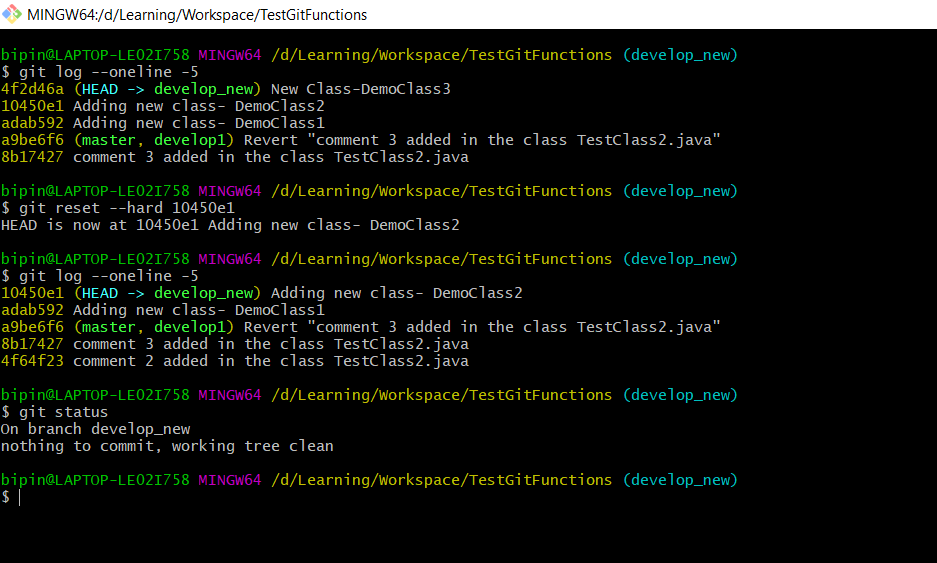 MINGW64:/d/Learning/Workspace/TestGitFunctions
bipin@LAPTOP-LE02I758 MINGW64 /d/Learning/Workspace/TestGitFunctions (develop_new)
$ git log --oneline -5
4f2d46a (HEAD -> develop_new) New Class-DemoClass3
10450e1 Adding new class- DemoClass2
adab592 Adding new class- DemoClass1
a9be6f6 (master, develop1) Revert "comment 3 added in the class TestClass2.java"
8b17427 comment 3 added in the class TestClass2.java
bipin@LAPTOP-LE02I758 MINGW64 /d/Learning/Workspace/TestGitFunctions (develop_new)
$ git reset --hard 10450e1
HEAD is now at 10450e1 Adding new class- DemoClass2
bipin@LAPTOP-LE02I758 MINGW64 /d/Learning/Workspace/TestGitFunctions (develop_new)
$ git log --oneline -5
10450e1 (HEAD -> develop_new) Adding new class- DemoClass2
adab592 Adding new class- DemoClass1
a9be6f6 (master, develop1) Revert "comment 3 added in the class TestClass2.java"
8b17427 comment 3 added in the class TestClass2.java
4f64f23 comment 2 added in the class TestClass2.java
bipin@LAPTOP-LE02I758 MINGW64 /d/Learning/Workspace/TestGitFunctions (develop_new)
$ git status
On branch develop_new
nothing to commit, working tree clean
bipin@LAPTOP-LE02I758 MINGW64 /d/Learning/Workspace/TestGitFunctions (develop_new)
$